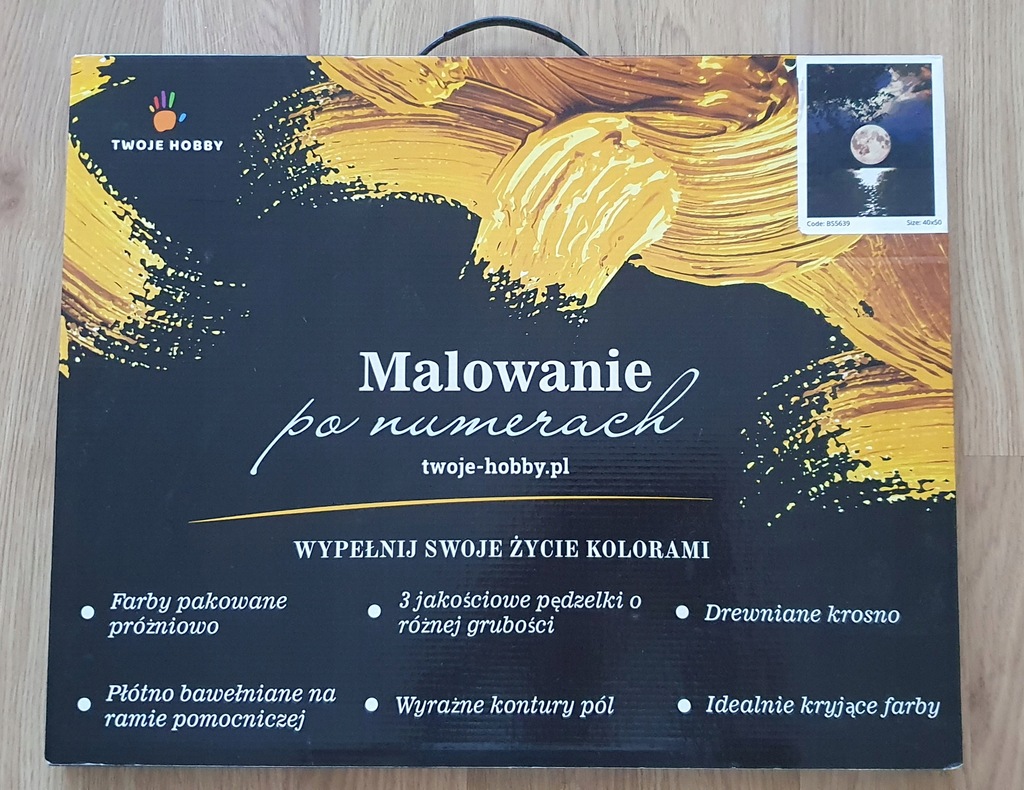 TWOJE HOBBY
Code: BS5639 Size: 40x50
Malowanie
po numerach
twoje-hobby.pl
WYPEŁNIJ SWOJE ŻYCIE KOLORAMI
Farby pakowane
próżniowo
3 jakościowe pędzelki o
różnej grubości
Drewniane krosno
Płótno bawełniane na
ramie pomocniczej
Wyraźne kontury pól
Idealnie kryjące farby